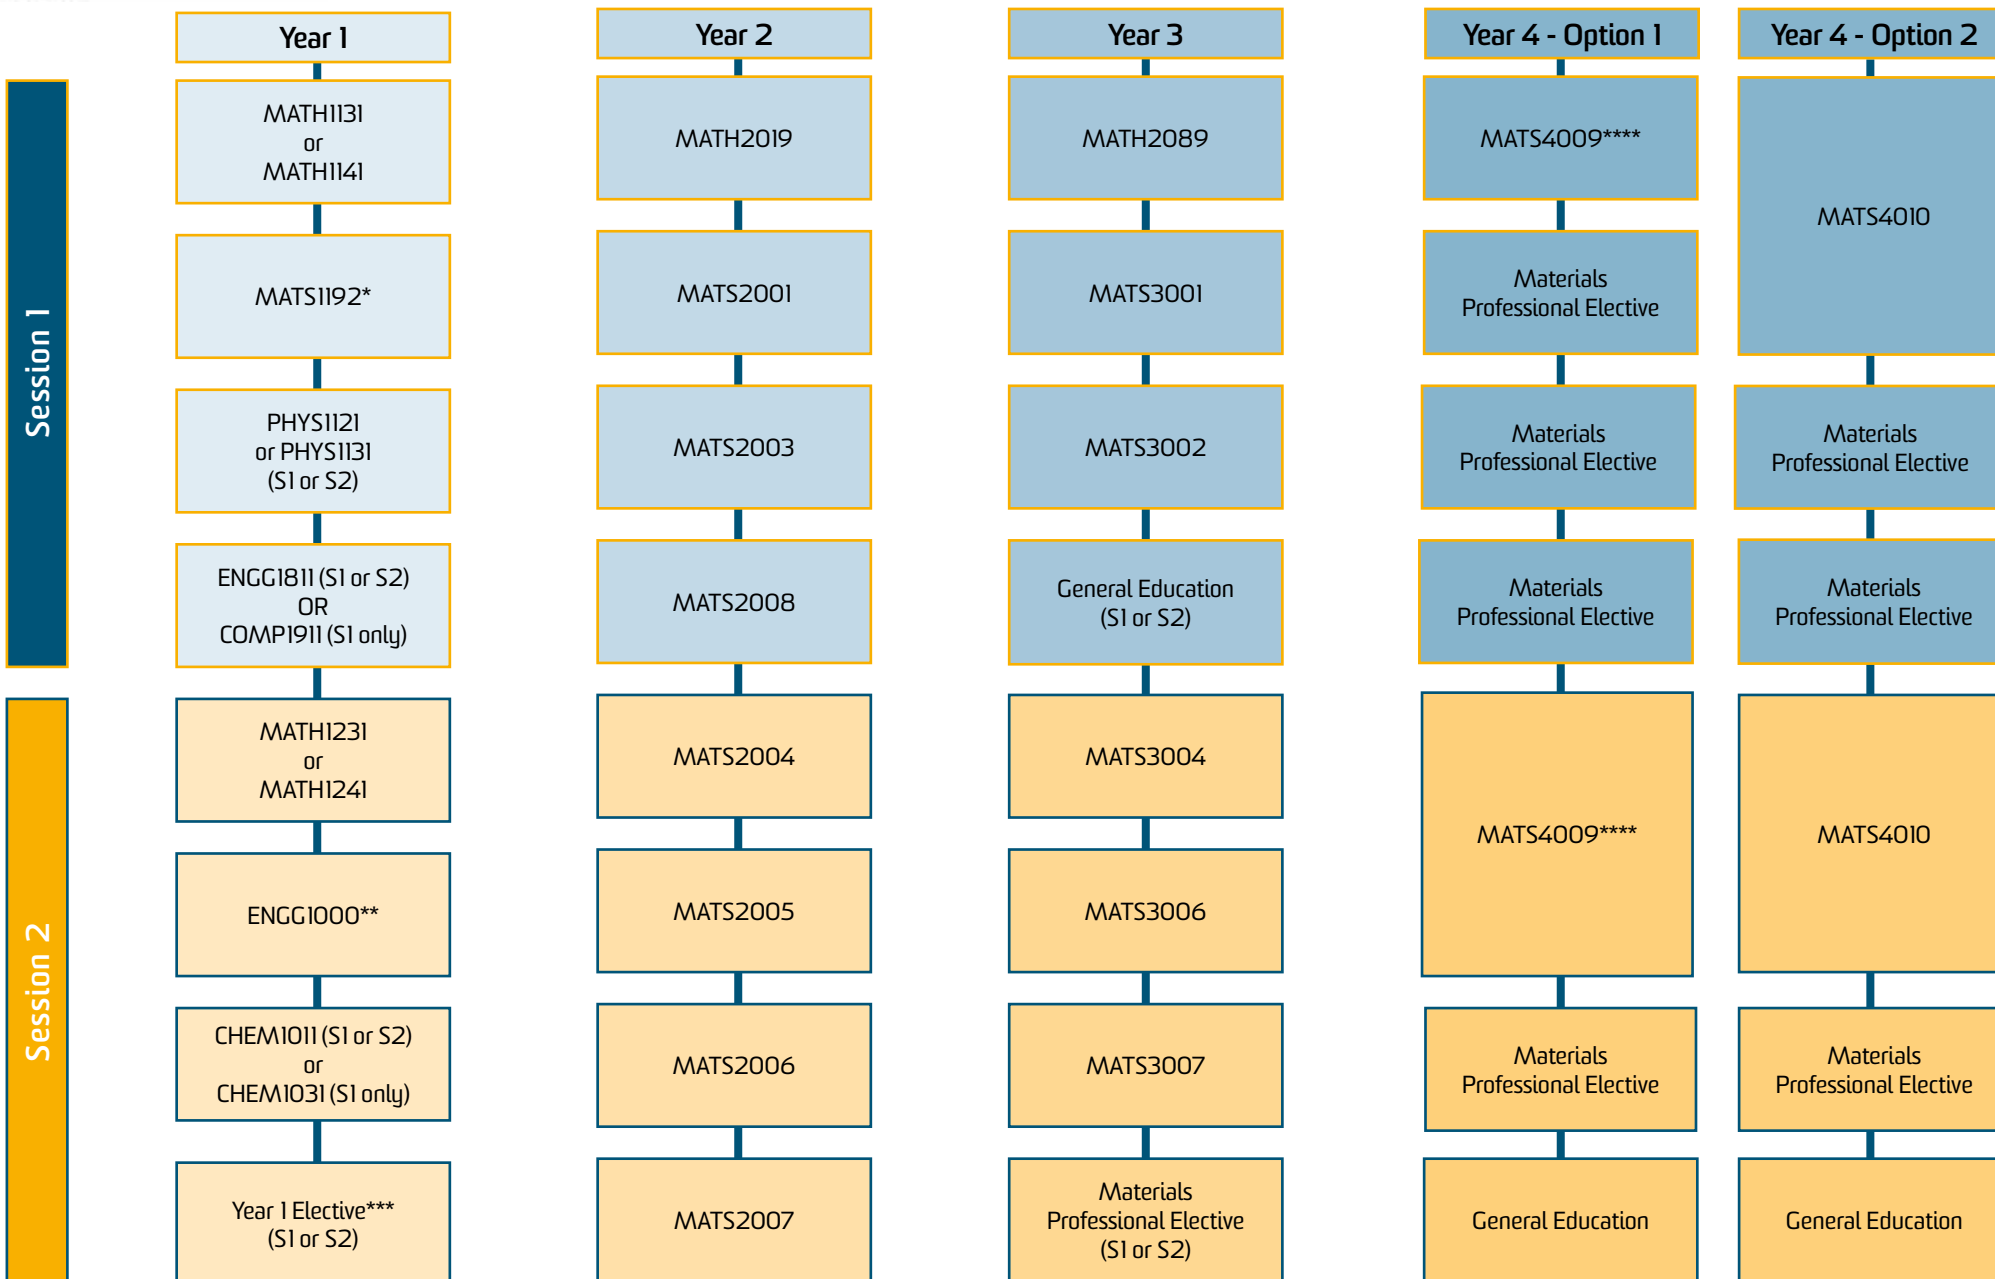 Year 1
Year 2
Year 3
Year 4 - Option 1
Year 4 - Option 2
Session 1
MATH1131
or
MATH1141
MATH2019
MATH2089
MATS4009****
MATS4010
MATS1192*
MATS2001
MATS3001
Materials
Professional Elective
PHYS1121
or PHYS1131
(S1 or S2)
MATS2003
MATS3002
Materials
Professional Elective
Materials
Professional Elective
ENGG1811 (S1 or S2)
OR
COMP1911 (S1 only)
MATS2008
General Education
(S1 or S2)
Materials
Professional Elective
Materials
Professional Elective
Session 2
MATH1231
or
MATH1241
MATS2004
MATS3004
MATS4009****
MATS4010
ENGG1000**
MATS2005
MATS3006
CHEM1011 (S1 or S2)
or
CHEM1031 (S1 only)
MATS2006
MATS3007
Materials
Professional Elective
Materials
Professional Elective
Year 1 Elective***
(S1 or S2)
MATS2007
Materials
Professional Elective
(S1 or S2)
General Education
General Education